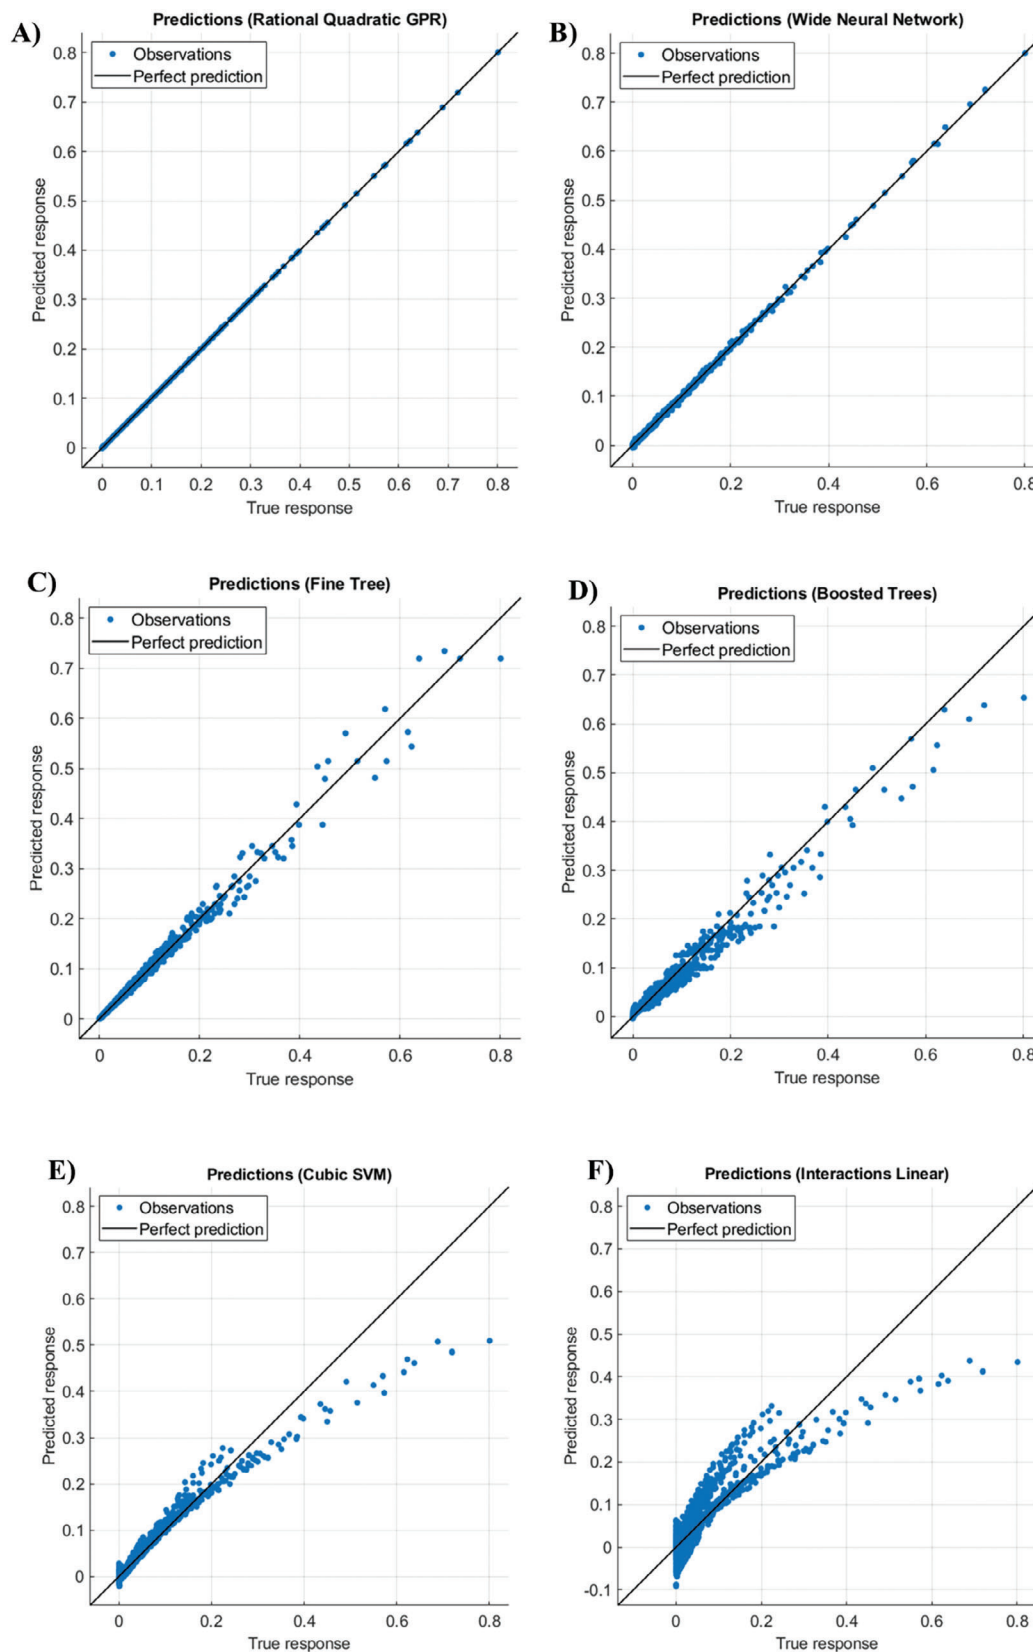 A)
Predictions (Rational Quadratic GPR)
Observations
Perfect prediction
0.8
0.7
0.6
0.5
0.4
0.3
0.2
0.1
0
Predicted response
0 0.1 0.2 0.3 0.4 0.5 0.6 0.7 0.8
True response
B)
Predictions (Wide Neural Network)
Observations
Perfect prediction
0.8
0.7
0.6
0.5
0.4
0.3
0.2
0.1
0
Predicted response
0 0.2 0.4 0.6 0.8
True response
C)
Predictions (Fine Tree)
Observations
Perfect prediction
0.8
0.7
0.6
0.5
0.4
0.3
0.2
0.1
0
Predicted response
0 0.2 0.4 0.6 0.8
True response
D)
Predictions (Boosted Trees)
Observations
Perfect prediction
0.8
0.7
0.6
0.5
0.4
0.3
0.2
0.1
0
Predicted response
0 0.2 0.4 0.6 0.8
True response
E)
Predictions (Cubic SVM)
Observations
Perfect prediction
0.8
0.7
0.6
0.5
0.4
0.3
0.2
0.1
0
Predicted response
0 0.2 0.4 0.6 0.8
True response
F)
Predictions (Interactions Linear)
Observations
Perfect prediction
0.8
0.7
0.6
0.5
0.4
0.3
0.2
0.1
0
-0.1
Predicted response
0 0.2 0.4 0.6 0.8
True response